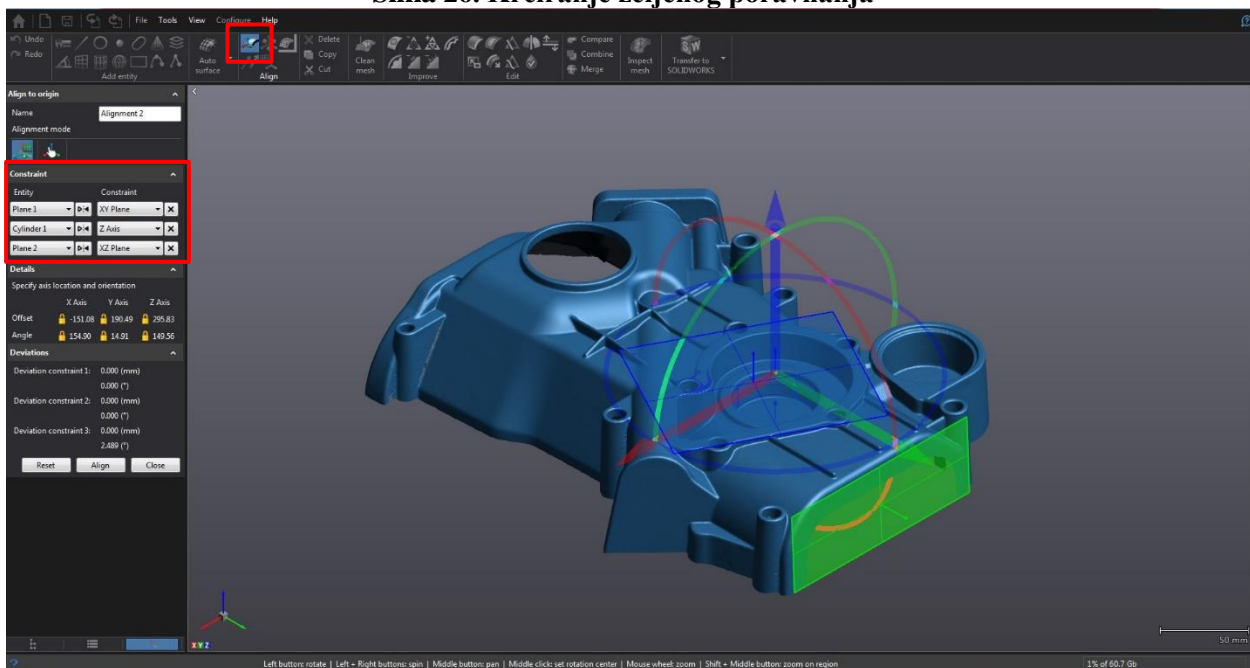 Slika 26. Kreiranje željenog poravnanja
File Tools View Configure Help
Undo
Redo
Add entity
Auto surface
Align
Delete
Copy
Cut
Clean mesh
Improve
Edit
Compare
Combine
Merge
Inspect mesh
Transfer to SOLIDWORKS
Align to origin
Name Alignment 2
Alignment mode
Constraint
Entity Constraint
Plane 1 XY Plane
Cylinder 1 Z Axis
Plane 2 XZ Plane
Details
Specify axis location and orientation
X Axis Y Axis Z Axis
Offset -151.08 190.49 295.83
Angle 154.90 14.91 149.56
Deviations
Deviation constraint 1: 0.000 (mm)
0.000 (°)
Deviation constraint 2: 0.000 (mm)
0.000 (°)
Deviation constraint 3: 0.000 (mm)
2.489 (°)
Reset Align Close
X Y Z
50 mm
Left button: rotate | Left + Right buttons: spin | Middle button: pan | Middle click: set rotation center | Mouse wheel: zoom | Shift + Middle button: zoom on region
1% of 60.7 Gb